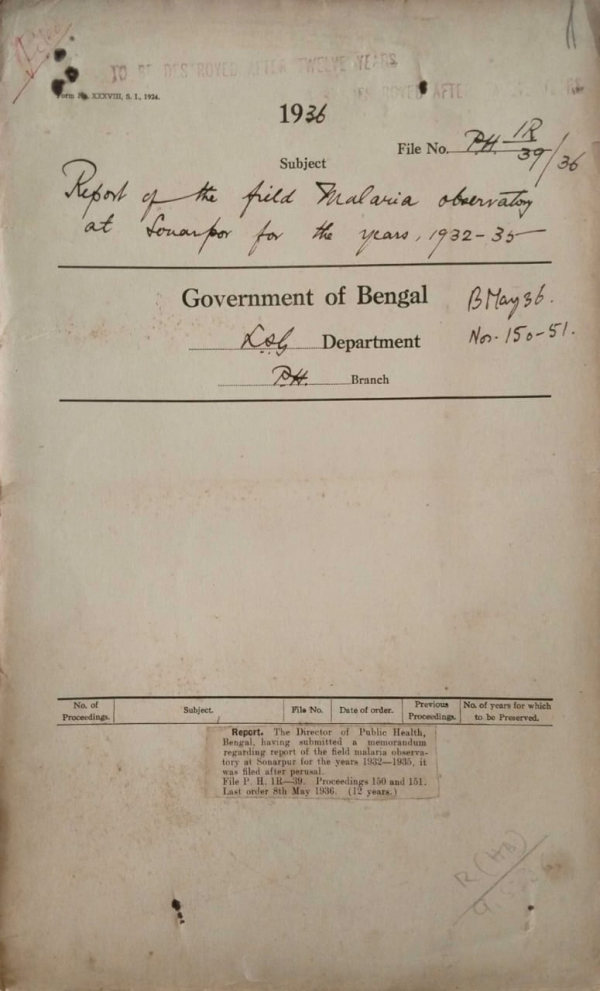 TO BE DESTROYED AFTER TWELVE YEARS
Form No. XXXVIII, S. I., 1924.
1936
File No. P.H. 1R/39/36
Subject
Report of the field Malaria observatory
at Sonarpor for the years, 1932-35
Government of Bengal
B May 36.
Nos. 150-51.
L.S.G Department
P.H. Branch
No. of Proceedings.
Subject.
File No.
Date of order.
Previous Proceedings.
No. of years for which to be Preserved.
Report. The Director of Public Health,
Bengal, having submitted a memorandum
regarding report of the field malaria observa-
tory at Sonarpur for the years 1932—1935, it
was filed after perusal.
File P. H. 1R—39. Proceedings 150 and 151.
Last order 8th May 1936. (12 years.)